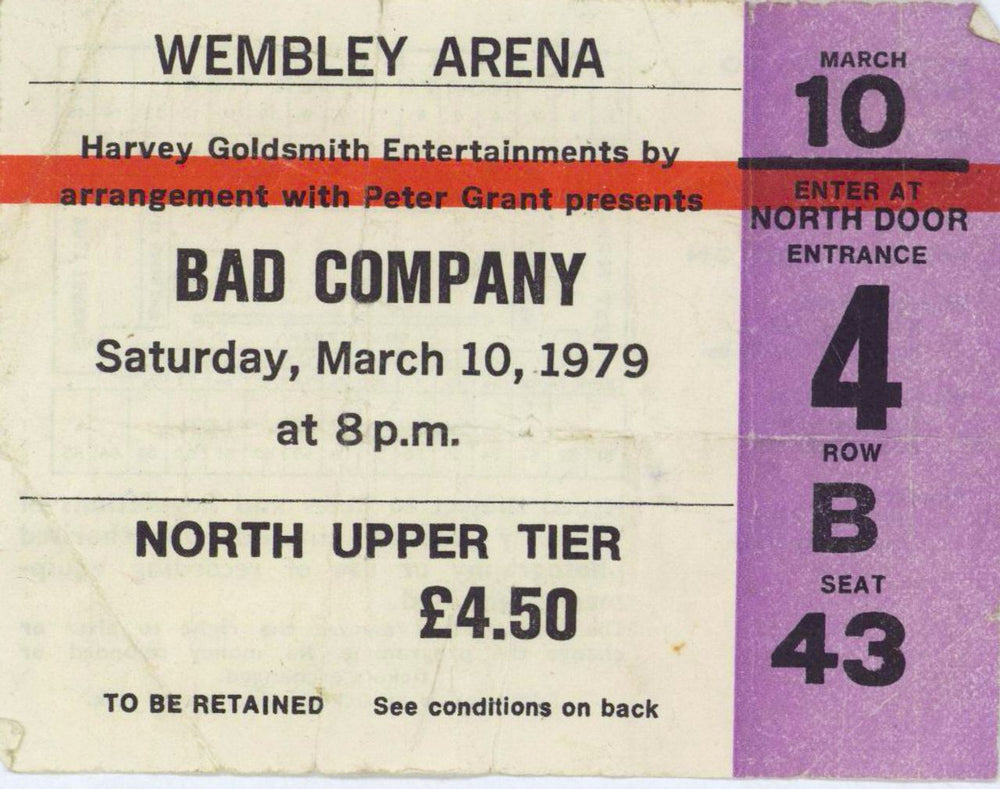 WEMBLEY ARENA
Harvey Goldsmith Entertainments by
arrangement with Peter Grant presents
BAD COMPANY
Saturday, March 10, 1979
at 8 p.m.
NORTH UPPER TIER
£4.50
TO BE RETAINED See conditions on back
MARCH
10
ENTER AT
NORTH DOOR
ENTRANCE
4
ROW
B
SEAT
43